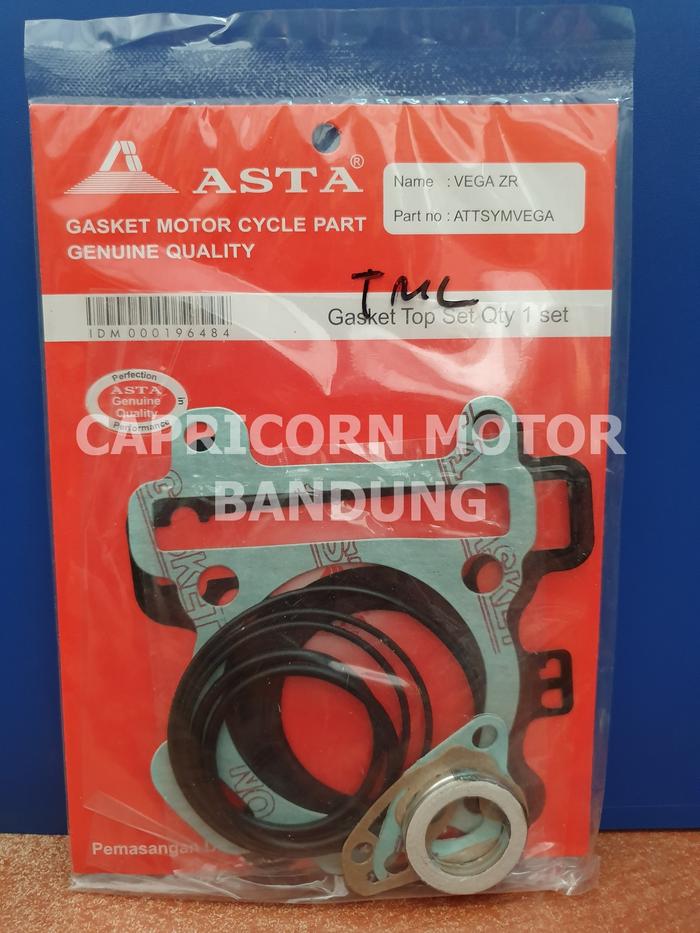 ASTA®
GASKET MOTOR CYCLE PART
GENUINE QUALITY
Name : VEGA ZR
Part no : ATTSYMVEGA
TML
Gasket Top Set Qty 1 set
IDM000196484
Perfection
ASTA
Genuine
Quality
in
Performance
CAPRICORN MOTOR
BANDUNG
Pemasangan